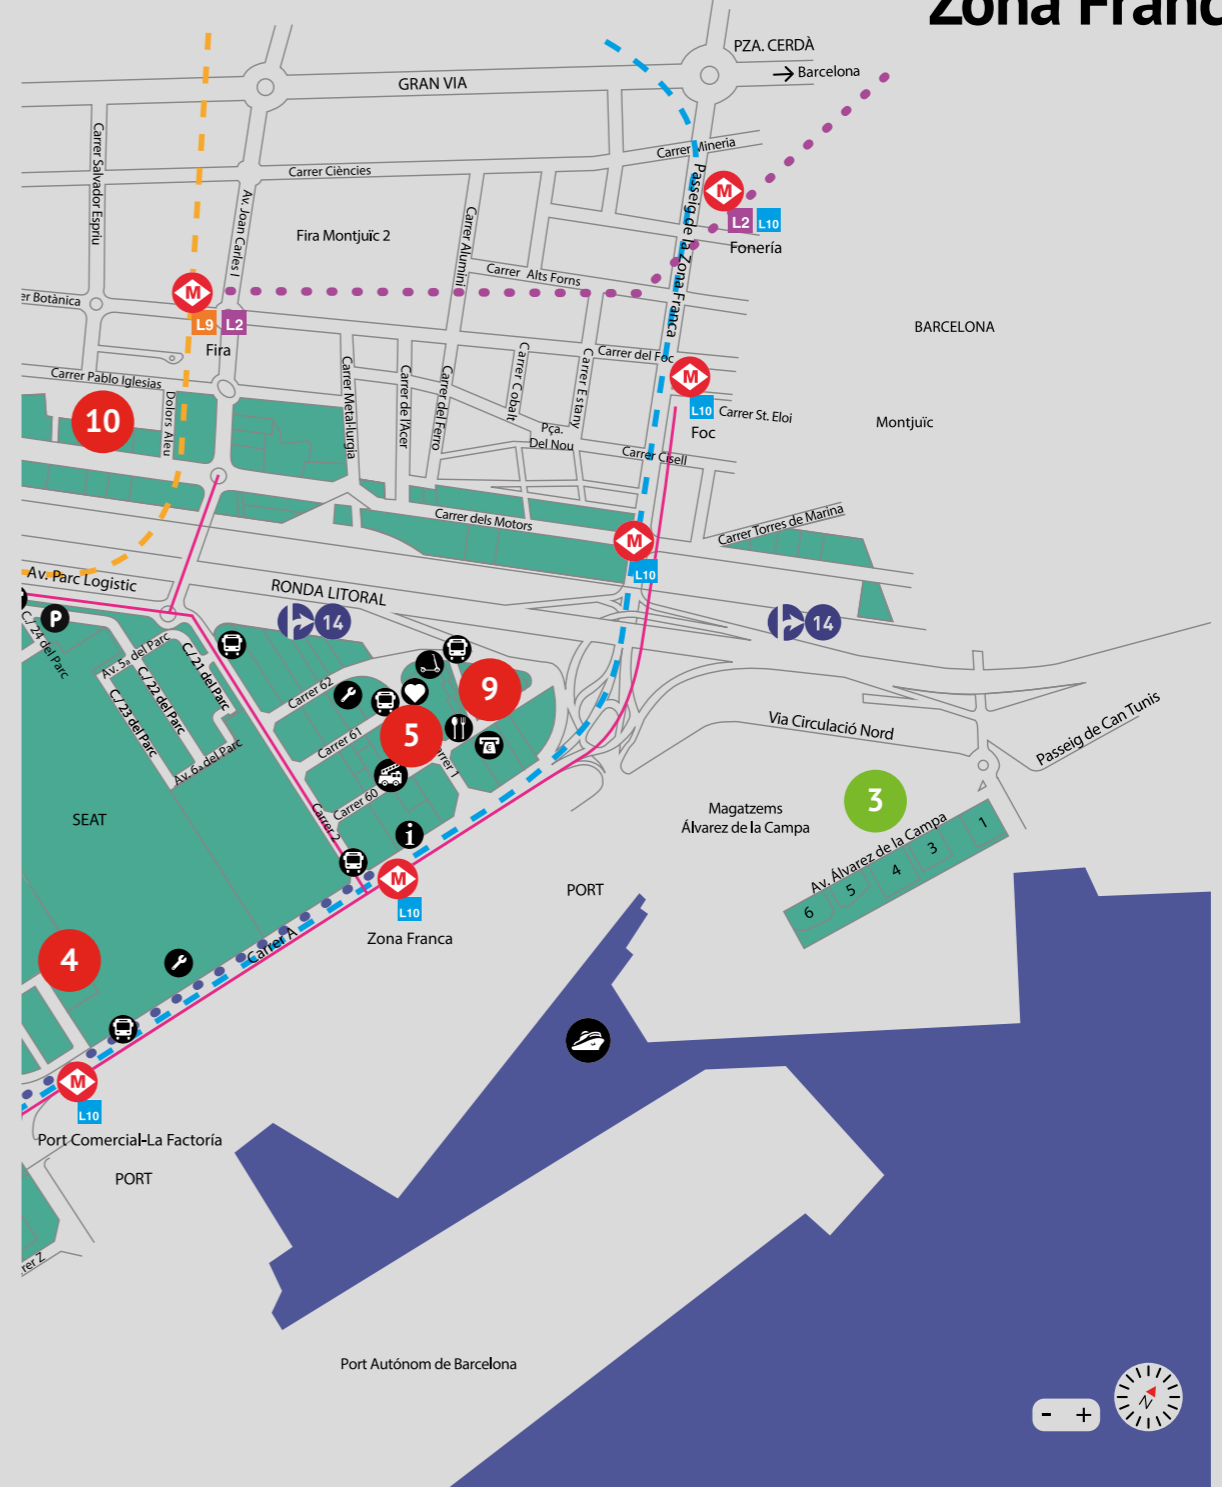 Zona Franc
PZA. CERDÀ
Barcelona
GRAN VIA
Carrer Salvador Espriu
Carrer Mineria
Carrer Ciències
Passeig de la Zona Franca
M
L2 L10
Fonería
Av. Joan Carles I
Fira Montjuïc 2
Carrer Alumini
Carrer Alts Forns
er Botànica
M
L9 L2
Fira
BARCELONA
Carrer del Foc
M
L10
Foc
Carrer St. Eloi
Montjuïc
Carrer Pablo Iglesias
10
Dolors Aleu
Carrer Metal·lurgia
Carrer de l'Acer
Carrer del Ferro
Carrer Cobalt
Carrer Estany
Pça.
Del Nou
Carrer Cisell
Carrer dels Motors
Carrer Torres de Marina
M
L10
Av. Parc Logistic
RONDA LITORAL
14
14
P
C./ 24 del Parc
Av. 5a del Parc
C./ 21 del Parc
C./ 22 del Parc
C./ 23 del Parc
Av. 6a del Parc
Carrer 62
Carrer 61
Carrer 60
9
5
€
arrer 1
Carrer 2
i
Via Circulació Nord
Passeig de Can Tunis
3
Magatzems
Álvarez de la Campa
Av. Álvarez de la Campa
1
3
4
5
6
SEAT
M
L10
Zona Franca
PORT
4
Carrer A
M
L10
Port Comercial-La Factoría
PORT
rer Z
Port Autónom de Barcelona
- +
N